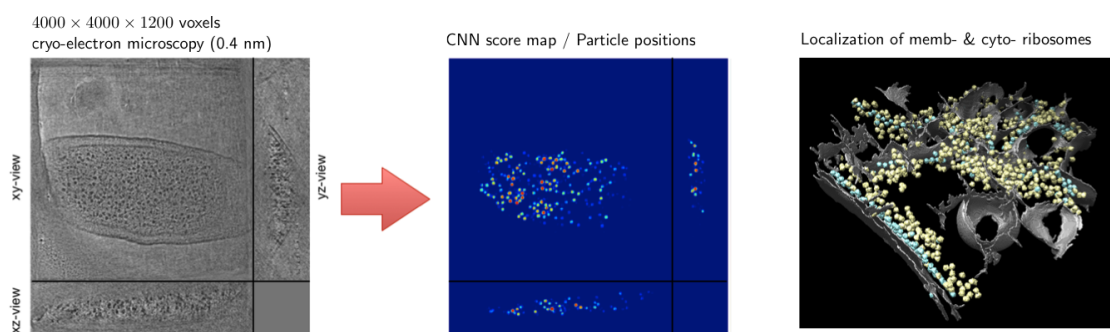 4000 × 4000 × 1200 voxels
cryo-electron microscopy (0.4 nm)
CNN score map / Particle positions
Localization of memb- & cyto- ribosomes
xy-view
yz-view
xz-view